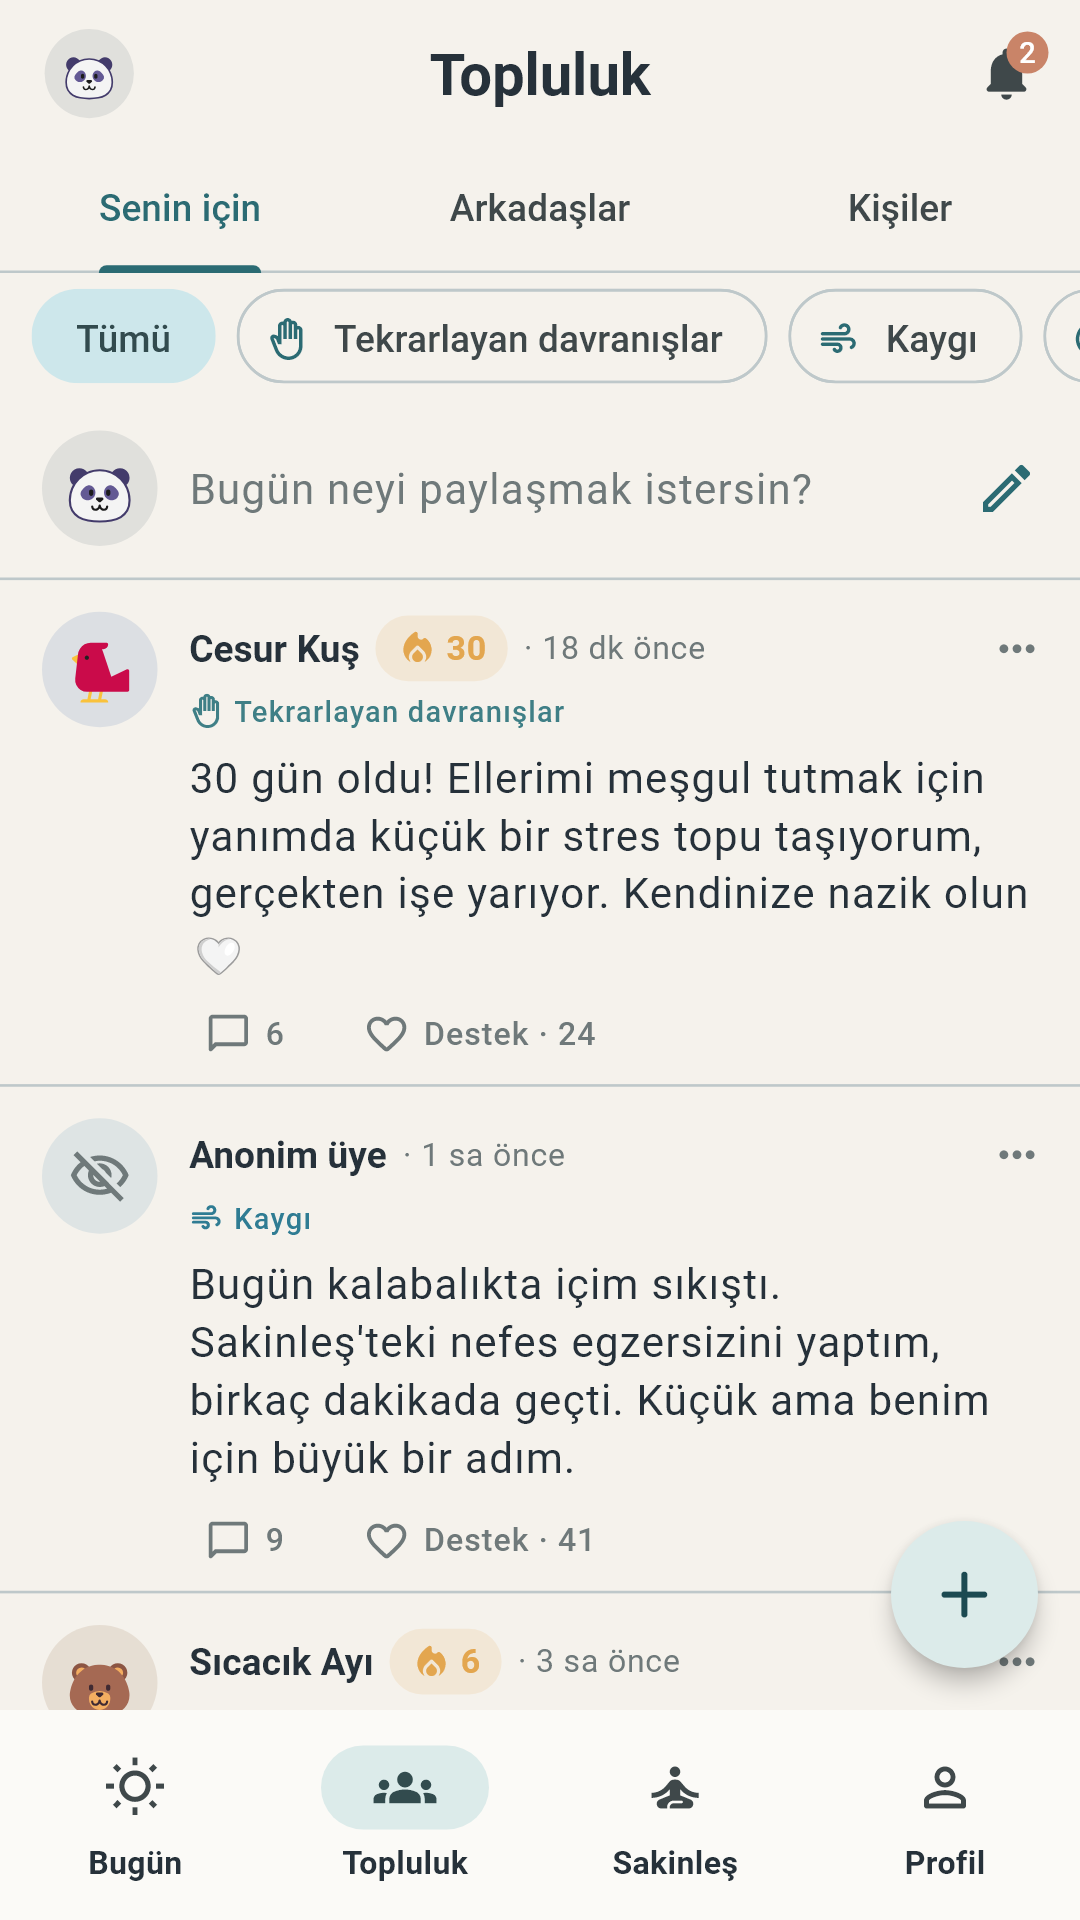 Topluluk
2
Senin için
Arkadaşlar
Kişiler
Tümü
Tekrarlayan davranışlar
Kaygı
Bugün neyi paylaşmak istersin?
Cesur Kuş 30 · 18 dk önce
Tekrarlayan davranışlar
30 gün oldu! Ellerimi meşgul tutmak için
yanımda küçük bir stres topu taşıyorum,
gerçekten işe yarıyor. Kendinize nazik olun
🤍
6
Destek · 24
Anonim üye · 1 sa önce
Kaygı
Bugün kalabalıkta içim sıkıştı.
Sakinleş'teki nefes egzersizini yaptım,
birkaç dakikada geçti. Küçük ama benim
için büyük bir adım.
9
Destek · 41
Sıcacık Ayı 6 · 3 sa önce
Bugün
Topluluk
Sakinleş
Profil